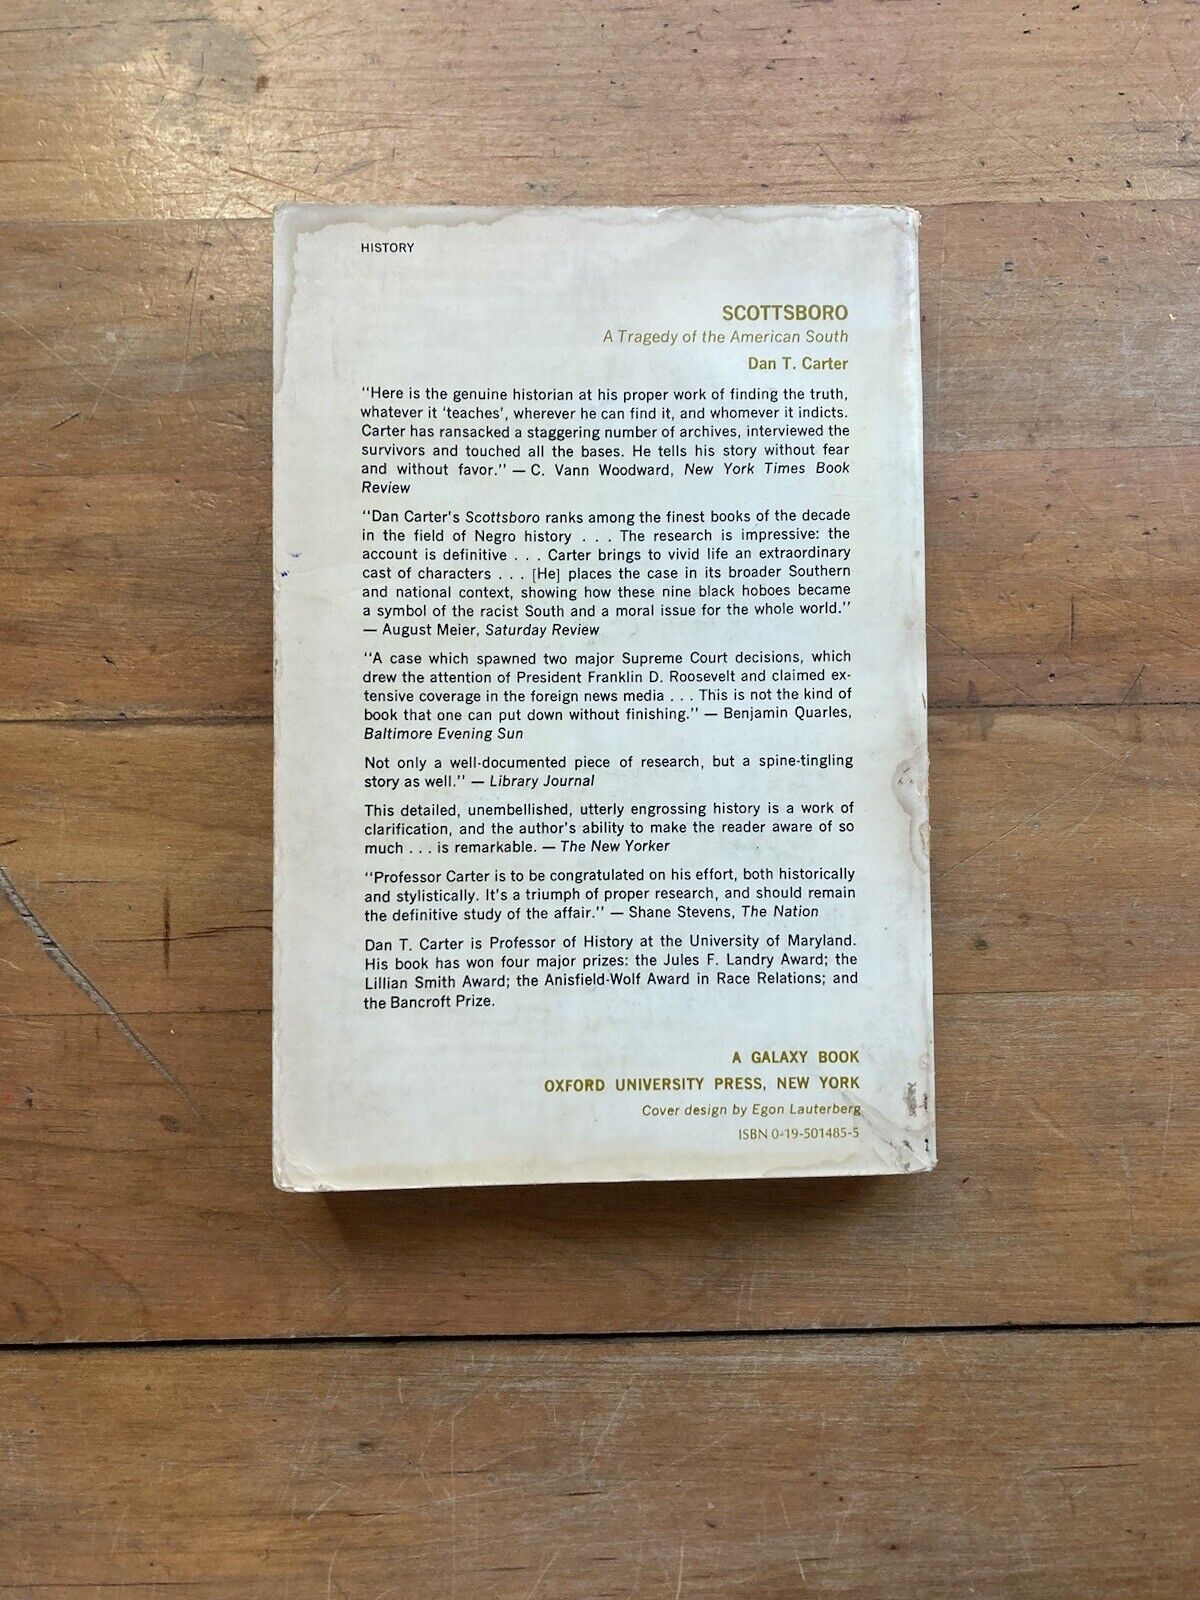 HISTORY
SCOTTSBORO
A Tragedy of the American South
Dan T. Carter
"Here is the genuine historian at his proper work of finding the truth,
whatever it 'teaches', wherever he can find it, and whomever it indicts.
Carter has ransacked a staggering number of archives, interviewed the
survivors and touched all the bases. He tells his story without fear
and without favor." — C. Vann Woodward, New York Times Book
Review
"Dan Carter's Scottsboro ranks among the finest books of the decade
in the field of Negro history . . . The research is impressive: the
account is definitive . . . Carter brings to vivid life an extraordinary
cast of characters . . . [He] places the case in its broader Southern
and national context, showing how these nine black hoboes became
a symbol of the racist South and a moral issue for the whole world."
— August Meier, Saturday Review
"A case which spawned two major Supreme Court decisions, which
drew the attention of President Franklin D. Roosevelt and claimed ex-
tensive coverage in the foreign news media . . . This is not the kind of
book that one can put down without finishing." — Benjamin Quarles,
Baltimore Evening Sun
Not only a well-documented piece of research, but a spine-tingling
story as well." — Library Journal
This detailed, unembellished, utterly engrossing history is a work of
clarification, and the author's ability to make the reader aware of so
much . . . is remarkable. — The New Yorker
"Professor Carter is to be congratulated on his effort, both historically
and stylistically. It's a triumph of proper research, and should remain
the definitive study of the affair." — Shane Stevens, The Nation
Dan T. Carter is Professor of History at the University of Maryland.
His book has won four major prizes: the Jules F. Landry Award; the
Lillian Smith Award; the Anisfield-Wolf Award in Race Relations; and
the Bancroft Prize.
A GALAXY BOOK
OXFORD UNIVERSITY PRESS, NEW YORK
Cover design by Egon Lauterberg
ISBN 0-19-501485-5